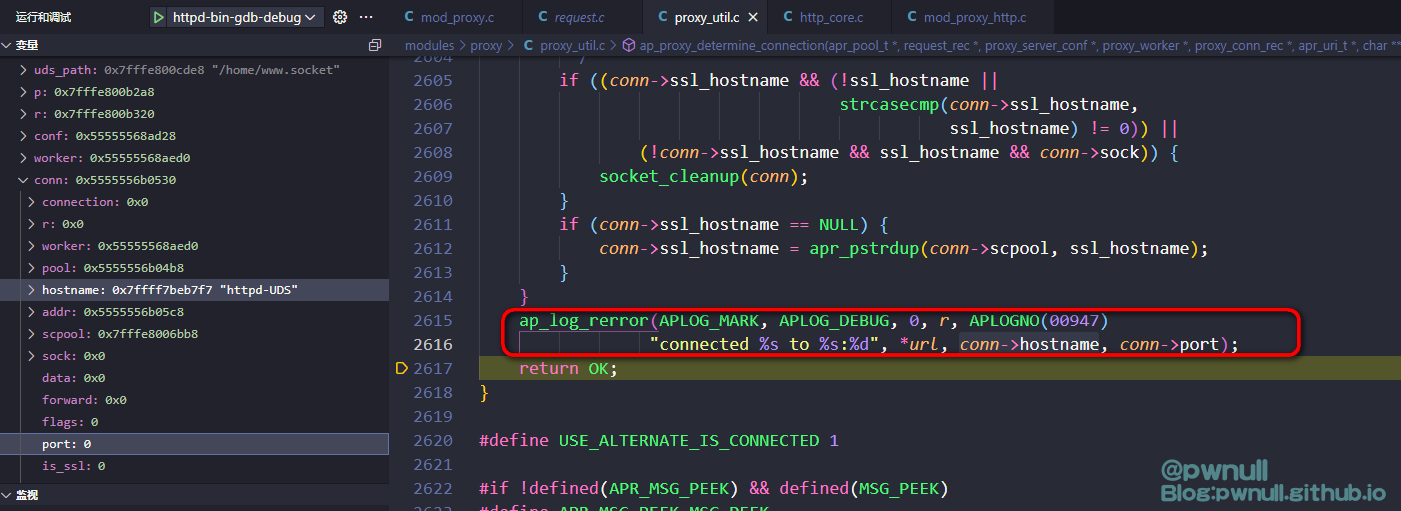 运行和调试
httpd-bin-gdb-debug
C mod_proxy.c
C request.c
C proxy_util.c
C http_core.c
C mod_proxy_http.c
变量
modules > proxy > C proxy_util.c > ap_proxy_determine_connection(apr_pool_t *, request_rec *, proxy_server_conf *, proxy_worker *, proxy_conn_rec *, apr_uri_t *, char **
uds_path: 0x7fffe800cde8 "/home/www.socket"
p: 0x7fffe800b2a8
r: 0x7fffe800b320
conf: 0x55555568ad28
worker: 0x55555568aed0
conn: 0x5555556b0530
connection: 0x0
r: 0x0
worker: 0x55555568aed0
pool: 0x5555556b04b8
hostname: 0x7ffff7beb7f7 "httpd-UDS"
addr: 0x5555556b05c8
scpool: 0x7fffe8006bb8
sock: 0x0
data: 0x0
forward: 0x0
flags: 0
port: 0
is_ssl: 0
监视
2604 */
2605 if ((conn->ssl_hostname && (!ssl_hostname ||
2606 strcasecmp(conn->ssl_hostname,
2607 ssl_hostname) != 0)) ||
2608 (!conn->ssl_hostname && ssl_hostname && conn->sock)) {
2609 socket_cleanup(conn);
2610 }
2611 if (conn->ssl_hostname == NULL) {
2612 conn->ssl_hostname = apr_pstrdup(conn->scpool, ssl_hostname);
2613 }
2614 }
2615 ap_log_rerror(APLOG_MARK, APLOG_DEBUG, 0, r, APLOGNO(00947)
2616 "connected %s to %s:%d", *url, conn->hostname, conn->port);
2617 return OK;
2618 }
2619
2620 #define USE_ALTERNATE_IS_CONNECTED 1
2621
2622 #if !defined(APR_MSG_PEEK) && defined(MSG_PEEK)
2623 #define APR_MSG_PEEK MSG_PEEK
@pwnull
Blog:pwnull.github.io